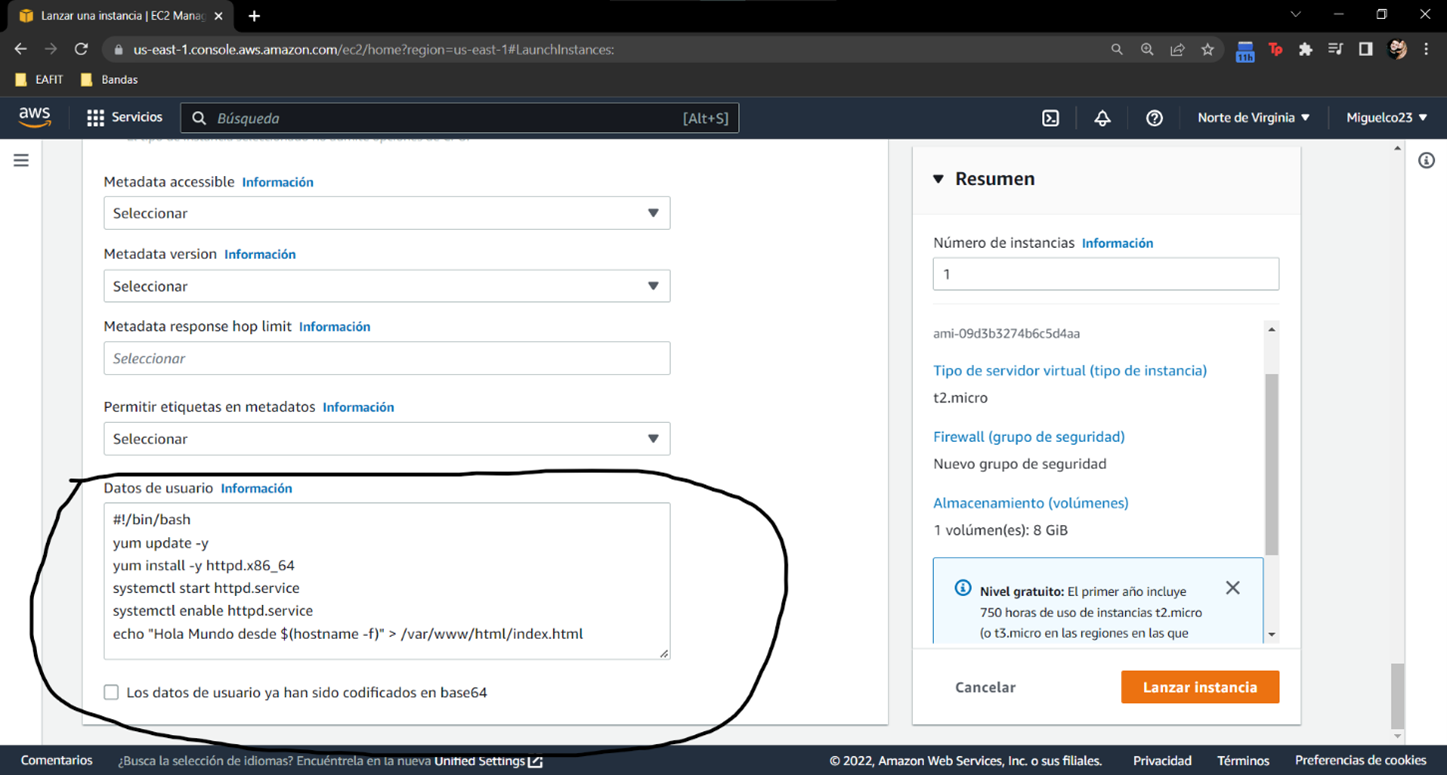 Lanzar una instancia | EC2 Manag
us-east-1.console.aws.amazon.com/ec2/home?region=us-east-1#LaunchInstances:
11h
Tp
EAFIT
Bandas
aws
Servicios
Búsqueda
[Alt+S]
Norte de Virginia
Miguelco23
Metadata accessible Información
Seleccionar
Metadata version Información
Seleccionar
Metadata response hop limit Información
Seleccionar
Permitir etiquetas en metadatos Información
Seleccionar
Datos de usuario Información
#!/bin/bash
yum update -y
yum install -y httpd.x86_64
systemctl start httpd.service
systemctl enable httpd.service
echo "Hola Mundo desde $(hostname -f)" > /var/www/html/index.html
Los datos de usuario ya han sido codificados en base64
Resumen
Número de instancias Información
1
ami-09d3b3274b6c5d4aa
Tipo de servidor virtual (tipo de instancia)
t2.micro
Firewall (grupo de seguridad)
Nuevo grupo de seguridad
Almacenamiento (volúmenes)
1 volúmen(es): 8 GiB
Nivel gratuito: El primer año incluye
750 horas de uso de instancias t2.micro
(o t3.micro en las regiones en las que
Cancelar
Lanzar instancia
Comentarios
¿Busca la selección de idiomas? Encuéntrela en la nueva Unified Settings
© 2022, Amazon Web Services, Inc. o sus filiales.
Privacidad
Términos
Preferencias de cookies